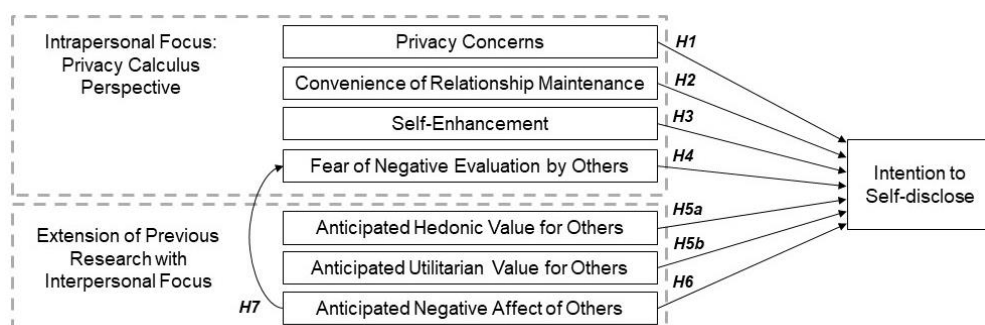 Intrapersonal Focus:
Privacy Calculus
Perspective
Privacy Concerns
Convenience of Relationship Maintenance
Self-Enhancement
Fear of Negative Evaluation by Others
H1
H2
H3
H4
Extension of Previous
Research with
Interpersonal Focus
Anticipated Hedonic Value for Others
Anticipated Utilitarian Value for Others
Anticipated Negative Affect of Others
H5a
H5b
H6
H7
Intention to
Self-disclose